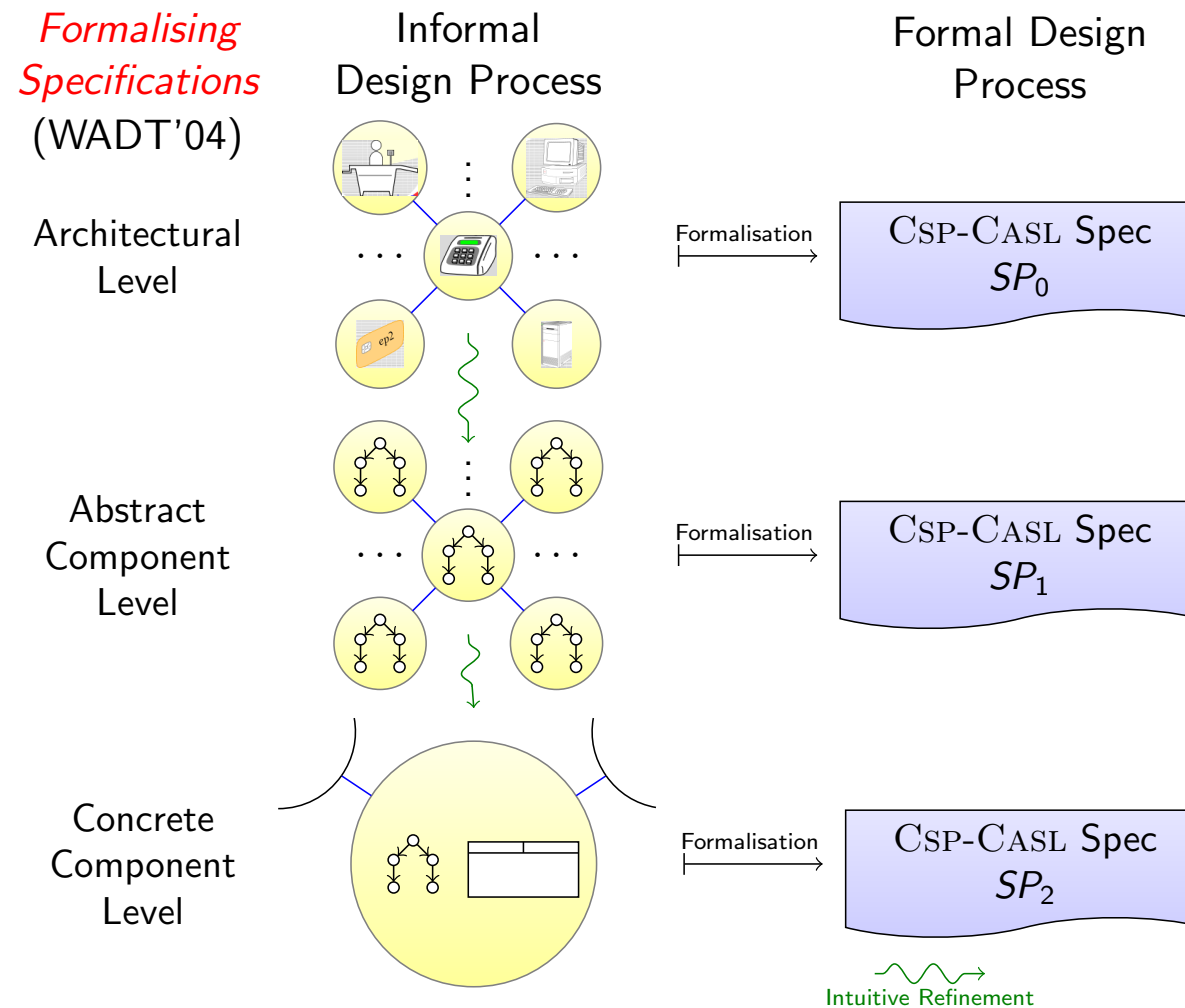 Formalising
Specifications
(WADT'04)
Informal
Design Process
Formal Design
Process
Architectural
Level
ep2
Formalisation
CSP-CASL Spec
SP₀
Abstract
Component
Level
Formalisation
CSP-CASL Spec
SP₁
Concrete
Component
Level
Formalisation
CSP-CASL Spec
SP₂
Intuitive Refinement